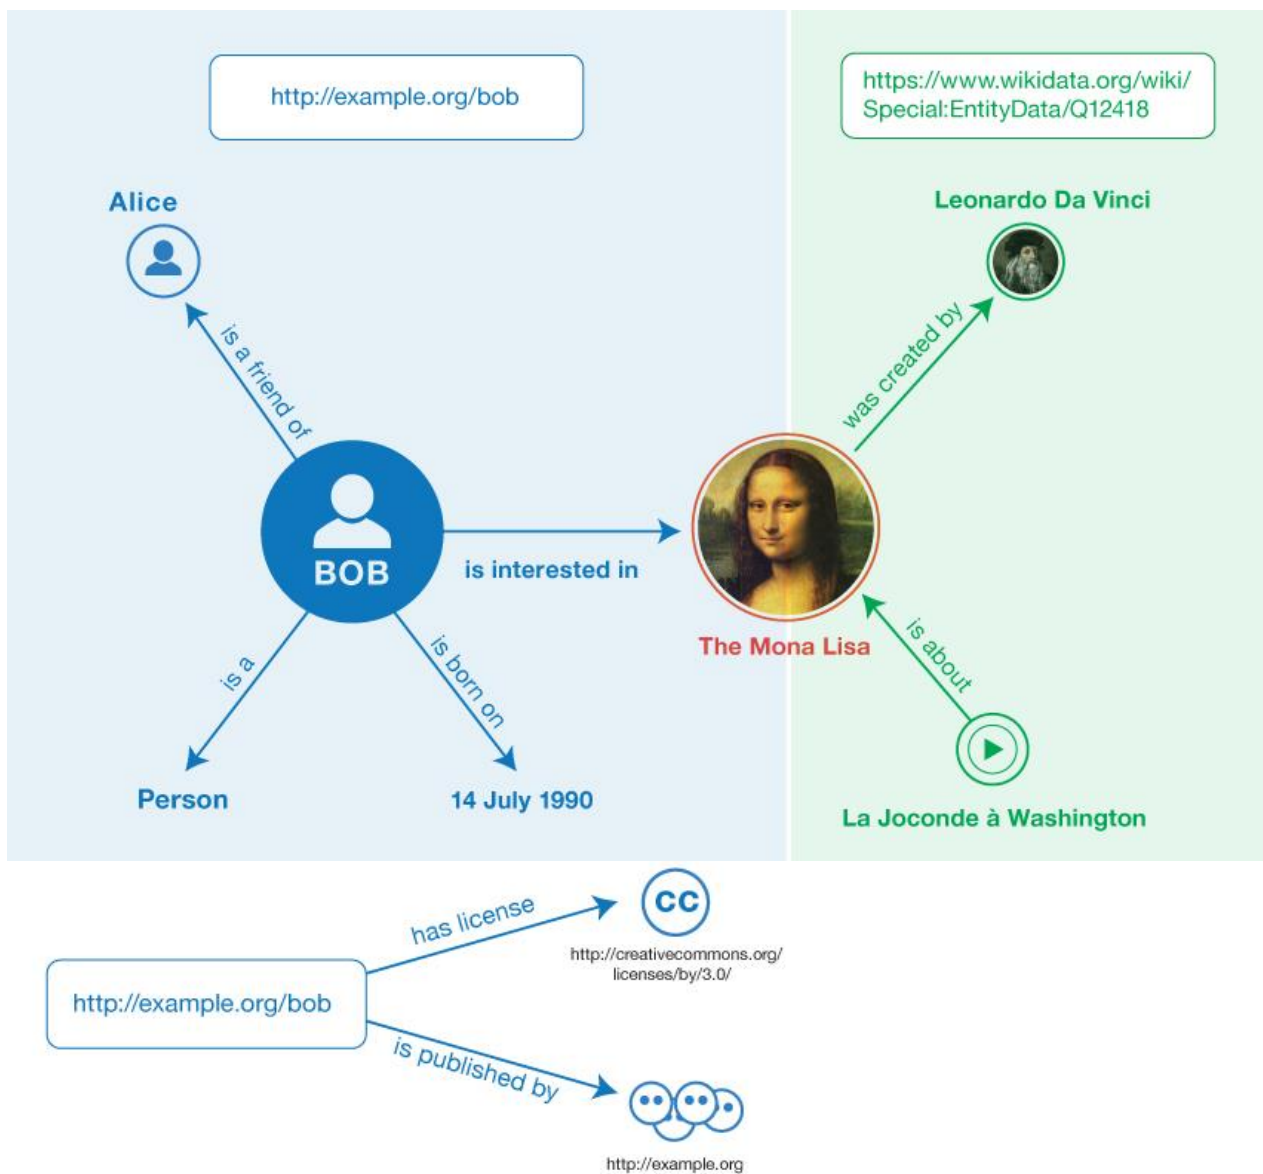 http://example.org/bob
https://www.wikidata.org/wiki/
Special:EntityData/Q12418
Alice
Leonardo Da Vinci
is a friend of
was created by
BOB
is interested in
The Mona Lisa
is a
is born on
is about
Person
14 July 1990
La Joconde à Washington
has license
cc
http://creativecommons.org/
licenses/by/3.0/
http://example.org/bob
is published by
http://example.org